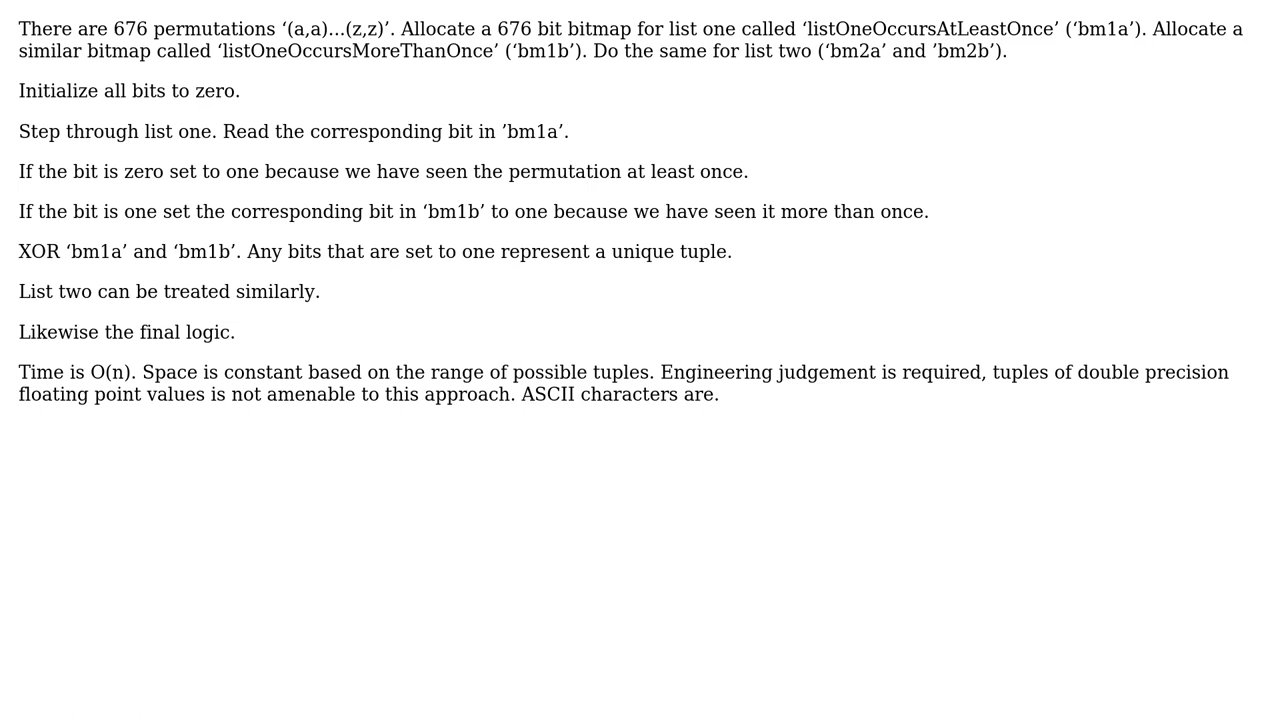 There are 676 permutations ‘(a,a)...(z,z)’. Allocate a 676 bit bitmap for list one called ‘listOneOccursAtLeastOnce’ (‘bm1a’). Allocate a
similar bitmap called ‘listOneOccursMoreThanOnce’ (‘bm1b’). Do the same for list two (‘bm2a’ and ’bm2b’).
Initialize all bits to zero.
Step through list one. Read the corresponding bit in ’bm1a’.
If the bit is zero set to one because we have seen the permutation at least once.
If the bit is one set the corresponding bit in ‘bm1b’ to one because we have seen it more than once.
XOR ‘bm1a’ and ‘bm1b’. Any bits that are set to one represent a unique tuple.
List two can be treated similarly.
Likewise the final logic.
Time is O(n). Space is constant based on the range of possible tuples. Engineering judgement is required, tuples of double precision
floating point values is not amenable to this approach. ASCII characters are.